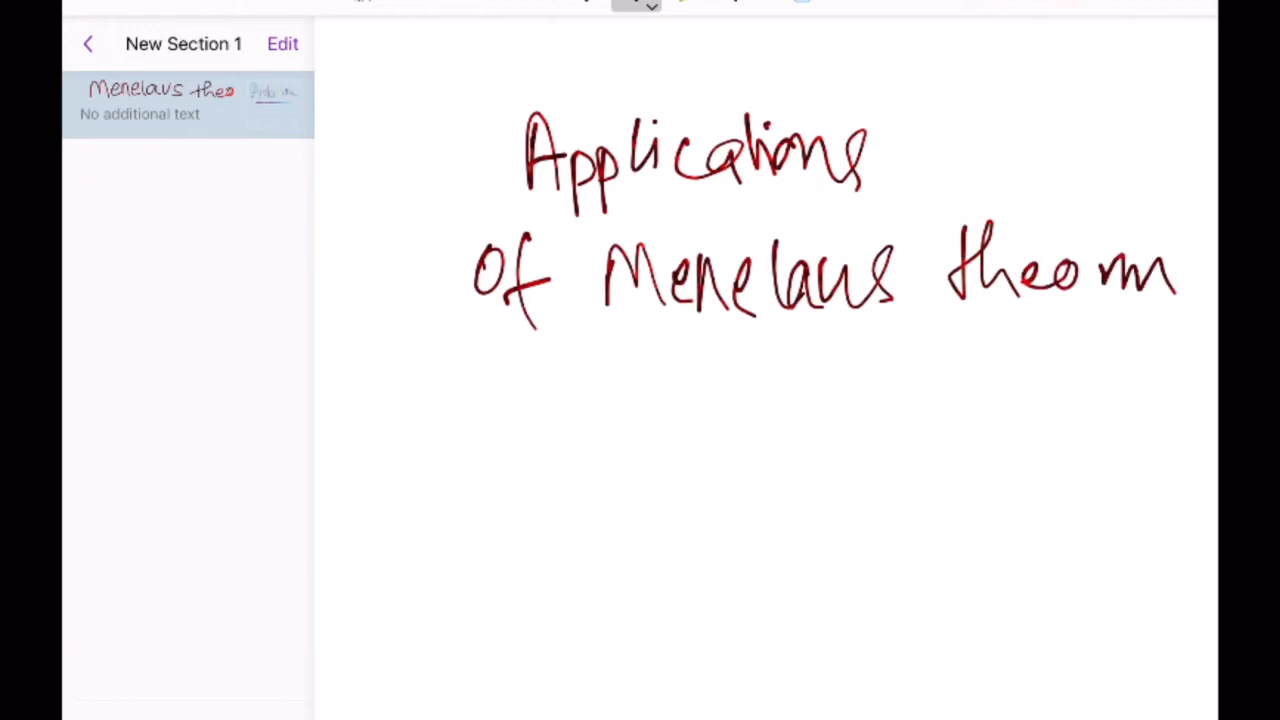 New Section 1 Edit
Menelaus theo
No additional text
Applications
Of Menelaus theorm